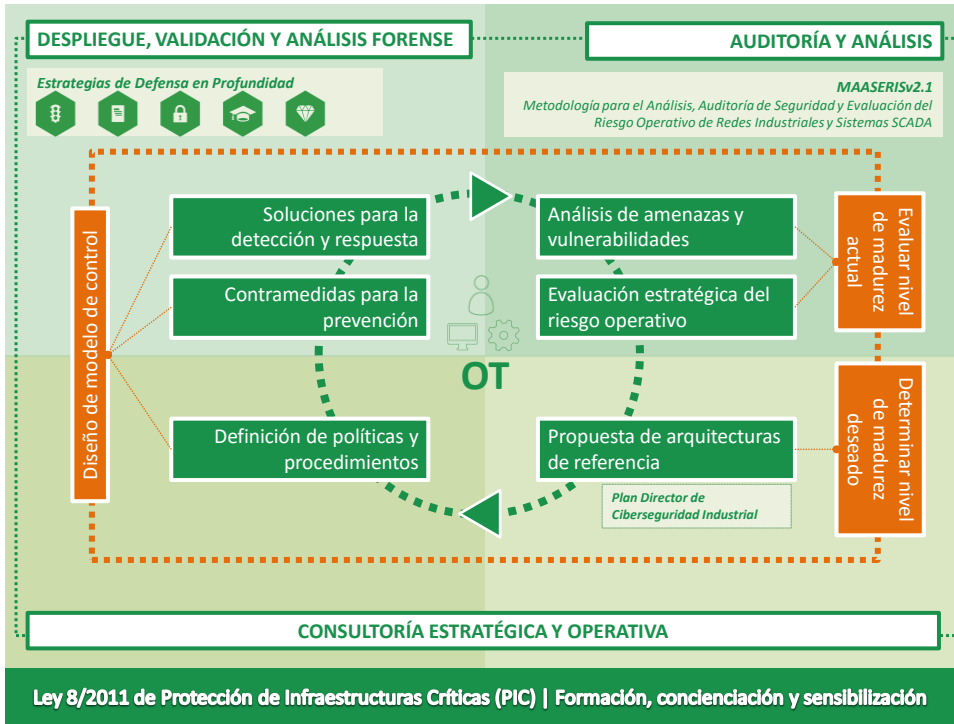 DESPLIEGUE, VALIDACIÓN Y ANÁLISIS FORENSE
AUDITORÍA Y ANÁLISIS
Estrategias de Defensa en Profundidad
MAASERISv2.1
Metodología para el Análisis, Auditoría de Seguridad y Evaluación del
Riesgo Operativo de Redes Industriales y Sistemas SCADA
Diseño de modelo de control
Soluciones para la
detección y respuesta
Contramedidas para la
prevención
Definición de políticas y
procedimientos
OT
Análisis de amenazas y
vulnerabilidades
Evaluación estratégica del
riesgo operativo
Propuesta de arquitecturas
de referencia
Plan Director de
Ciberseguridad Industrial
Evaluar nivel
de madurez
actual
Determinar nivel
de madurez
deseado
CONSULTORÍA ESTRATÉGICA Y OPERATIVA
Ley 8/2011 de Protección de Infraestructuras Críticas (PIC) | Formación, concienciación y sensibilización